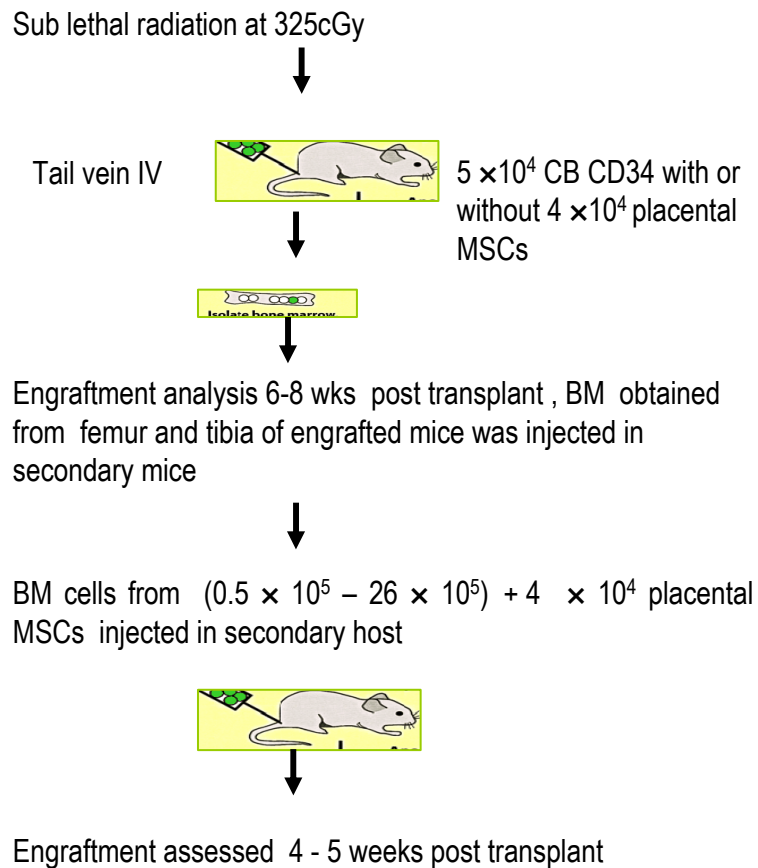 Sub lethal radiation at 325cGy
Tail vein IV
5 ×10⁴ CB CD34 with or
without 4 ×10⁴ placental
MSCs
Isolate bone marrow
Engraftment analysis 6-8 wks post transplant , BM obtained
from femur and tibia of engrafted mice was injected in
secondary mice
BM cells from (0.5 × 10⁵ – 26 × 10⁵) + 4 × 10⁴ placental
MSCs injected in secondary host
Engraftment assessed 4 - 5 weeks post transplant